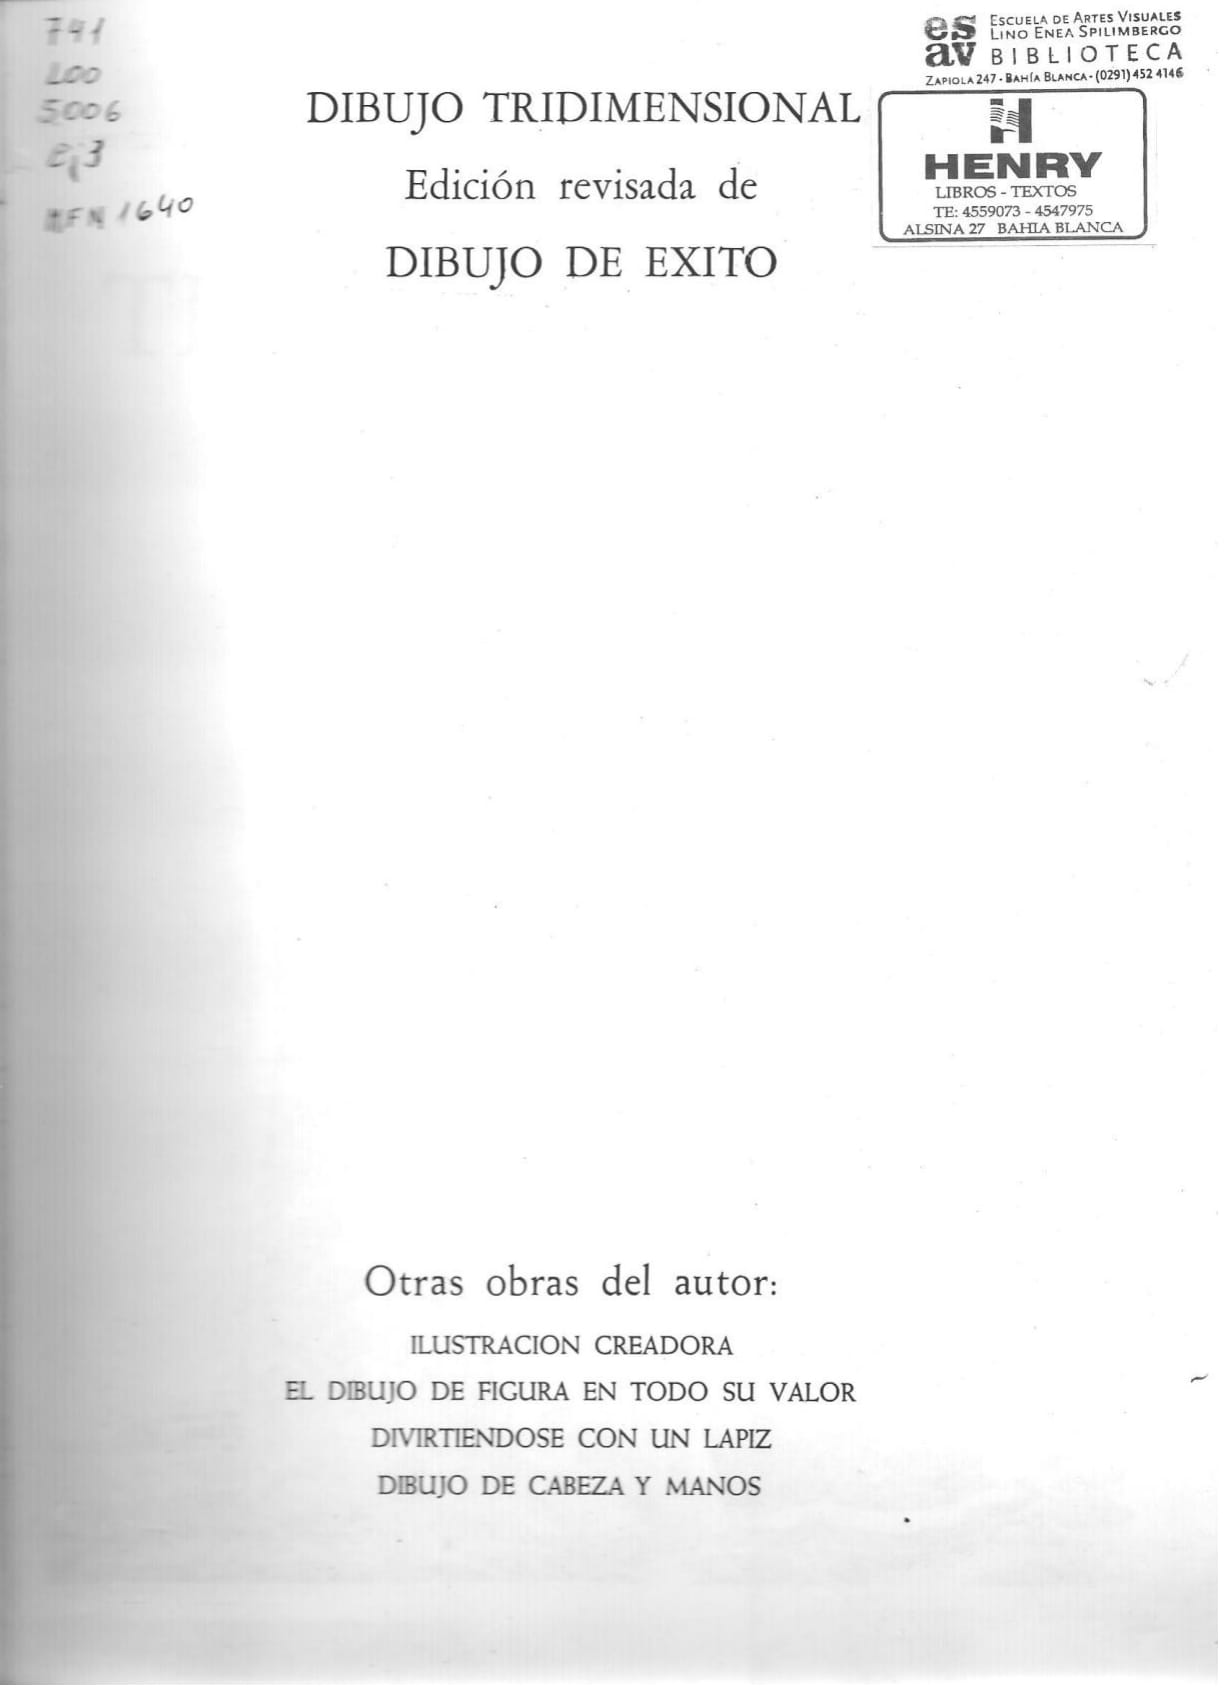 741
L00
5006
ej3
MFN 1640
es
av
ESCUELA DE ARTES VISUALES
LINO ENEA SPILIMBERGO
BIBLIOTECA
ZAPIOLA 247 - BAHÍA BLANCA - (0291) 452 4146
H
HENRY
LIBROS - TEXTOS
TE: 4559073 - 4547975
ALSINA 27 BAHIA BLANCA
DIBUJO TRIDIMENSIONAL
Edición revisada de
DIBUJO DE EXITO
Otras obras del autor:
ILUSTRACION CREADORA
EL DIBUJO DE FIGURA EN TODO SU VALOR
DIVIRTIENDOSE CON UN LAPIZ
DIBUJO DE CABEZA Y MANOS